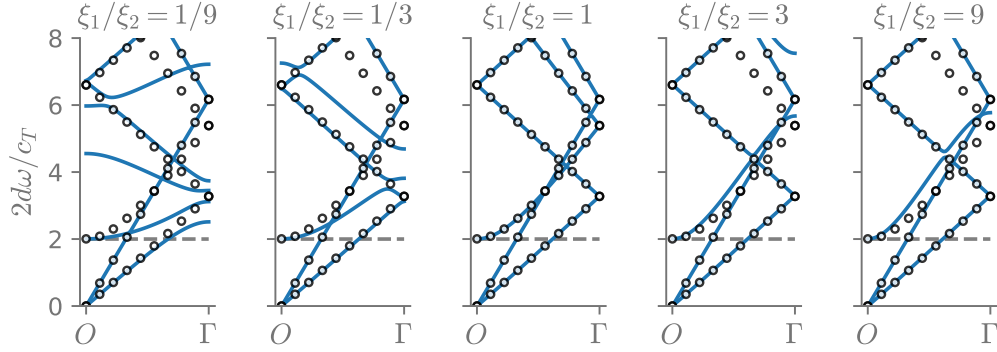 ξ₁/ξ₂ = 1/9 ξ₁/ξ₂ = 1/3 ξ₁/ξ₂ = 1 ξ₁/ξ₂ = 3 ξ₁/ξ₂ = 9
8
6
4
2
0
2dω/c_T
O Γ O Γ O Γ O Γ O Γ